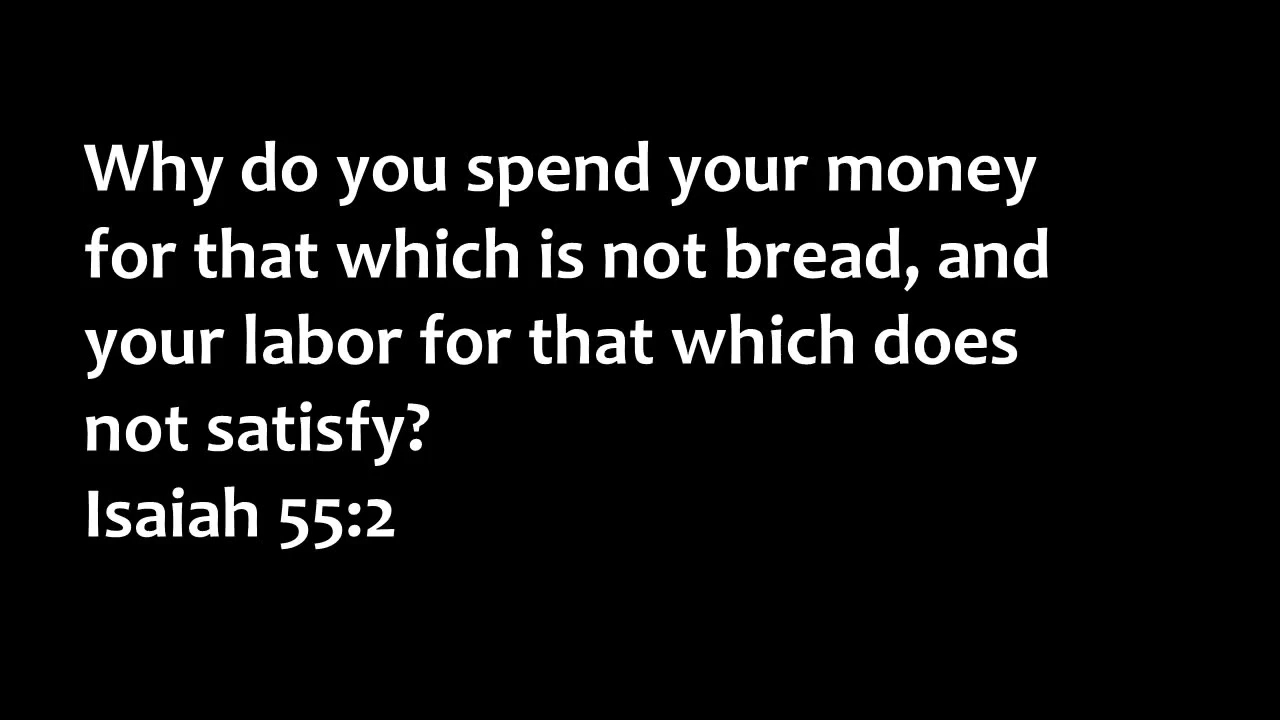 Why do you spend your money
for that which is not bread, and
your labor for that which does
not satisfy?
Isaiah 55:2